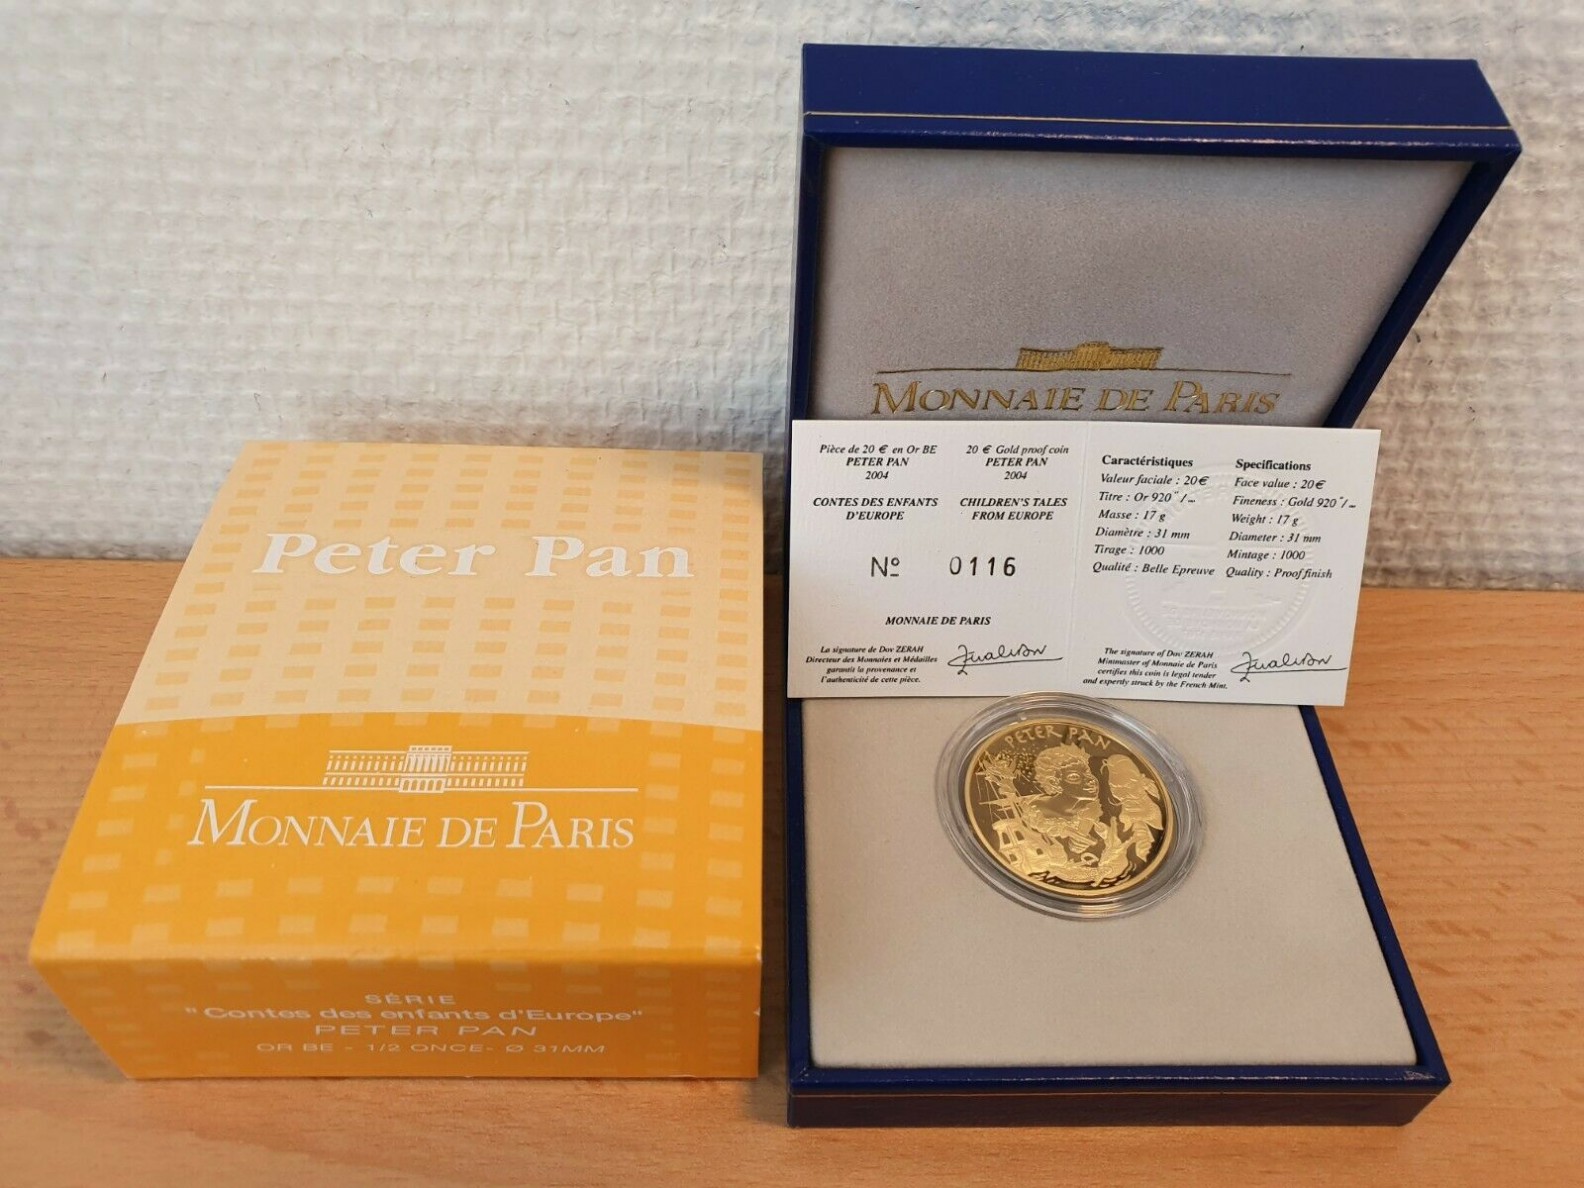 Peter Pan
MONNAIE DE PARIS
SÉRIE
"Contes des enfants d'Europe"
PETER PAN
OR BE - 1/2 ONCE- Ø 31MM
MONNAIE DE PARIS
Pièce de 20 € en Or BE
PETER PAN
2004
CONTES DES ENFANTS
D'EUROPE
20 € Gold proof coin
PETER PAN
2004
CHILDREN'S TALES
FROM EUROPE
Nº 0116
MONNAIE DE PARIS
La signature de Dov ZERAH
Directeur des Monnaies et Médailles
garantit la provenance et
l'authenticité de cette pièce.
Caractéristiques
Valeur faciale : 20€
Titre : Or 920°/...
Masse : 17 g
Diamètre : 31 mm
Tirage : 1000
Qualité : Belle Epreuve
Specifications
Face value : 20€
Fineness : Gold 920°/...
Weight : 17 g
Diameter : 31 mm
Mintage : 1000
Quality : Proof finish
The signature of Dov ZERAH
Mintmaster of Monnaie de Paris
certifies this coin is legal tender
and expertly struck by the French Mint.
PETER PAN